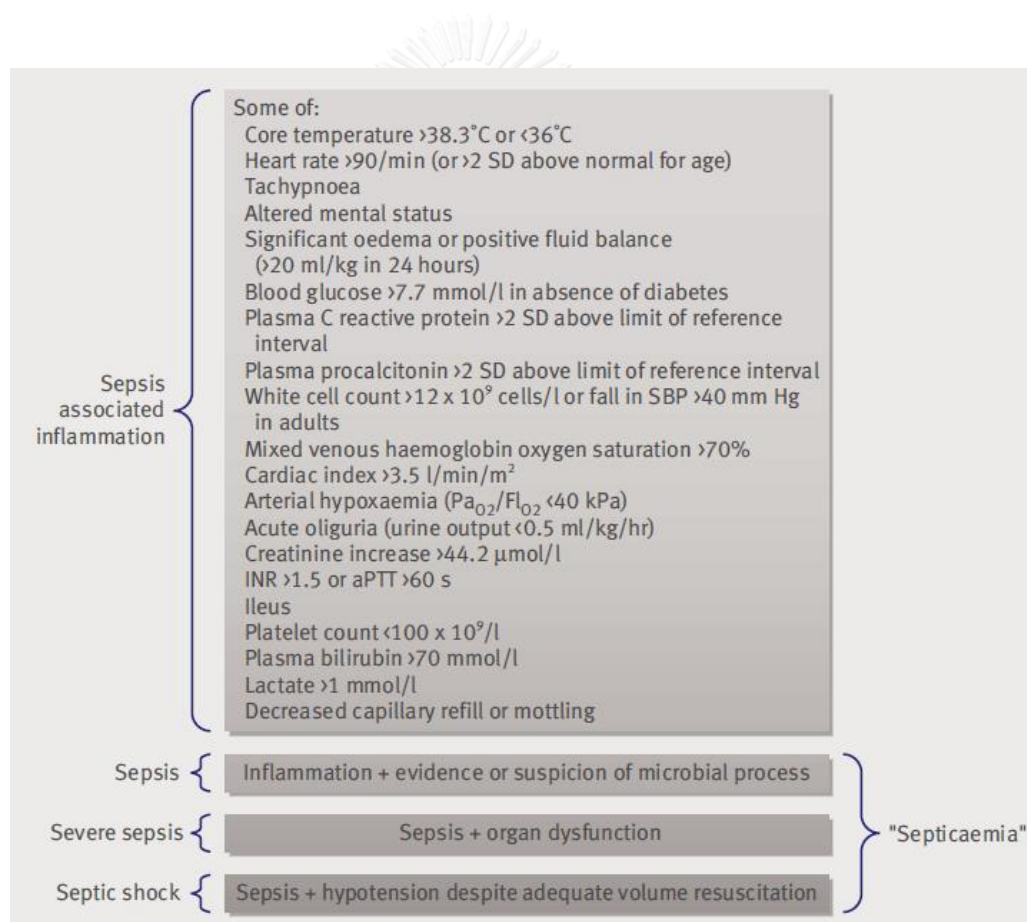 Some of:
Core temperature >38.3°C or <36°C
Heart rate >90/min (or >2 SD above normal for age)
Tachypnoea
Altered mental status
Significant oedema or positive fluid balance
(>20 ml/kg in 24 hours)
Blood glucose >7.7 mmol/l in absence of diabetes
Plasma C reactive protein >2 SD above limit of reference
interval
Plasma procalcitonin >2 SD above limit of reference interval
White cell count >12 x 10⁹ cells/l or fall in SBP >40 mm Hg
in adults
Mixed venous haemoglobin oxygen saturation >70%
Cardiac index >3.5 l/min/m²
Arterial hypoxaemia (Pa₀₂/Fl₀₂ <40 kPa)
Acute oliguria (urine output <0.5 ml/kg/hr)
Creatinine increase >44.2 µmol/l
INR >1.5 or aPTT >60 s
Ileus
Platelet count <100 x 10⁹/l
Plasma bilirubin >70 mmol/l
Lactate >1 mmol/l
Decreased capillary refill or mottling
Sepsis
associated
inflammation
Sepsis
Inflammation + evidence or suspicion of microbial process
Severe sepsis
Sepsis + organ dysfunction
"Septicaemia"
Septic shock
Sepsis + hypotension despite adequate volume resuscitation